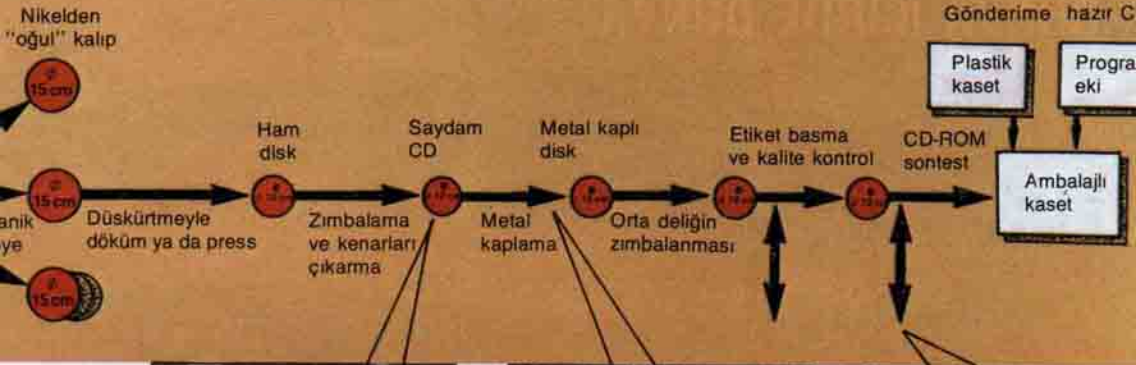 Nikelden
"oğul" kalıp
Gönderime hazır C
Plastik
kaset
Progra
eki
15 cm
Ham
disk
Saydam
CD
Metal kaplı
disk
Etiket basma
ve kalite kontrol
CD-ROM
sontest
Ambalajlı
kaset
15 cm
anik
ye
Düskürtmeyle
döküm ya da press
Zımbalama
ve kenarları
çıkarma
Metal
kaplama
Orta deliğin
zımbalanması
15 cm